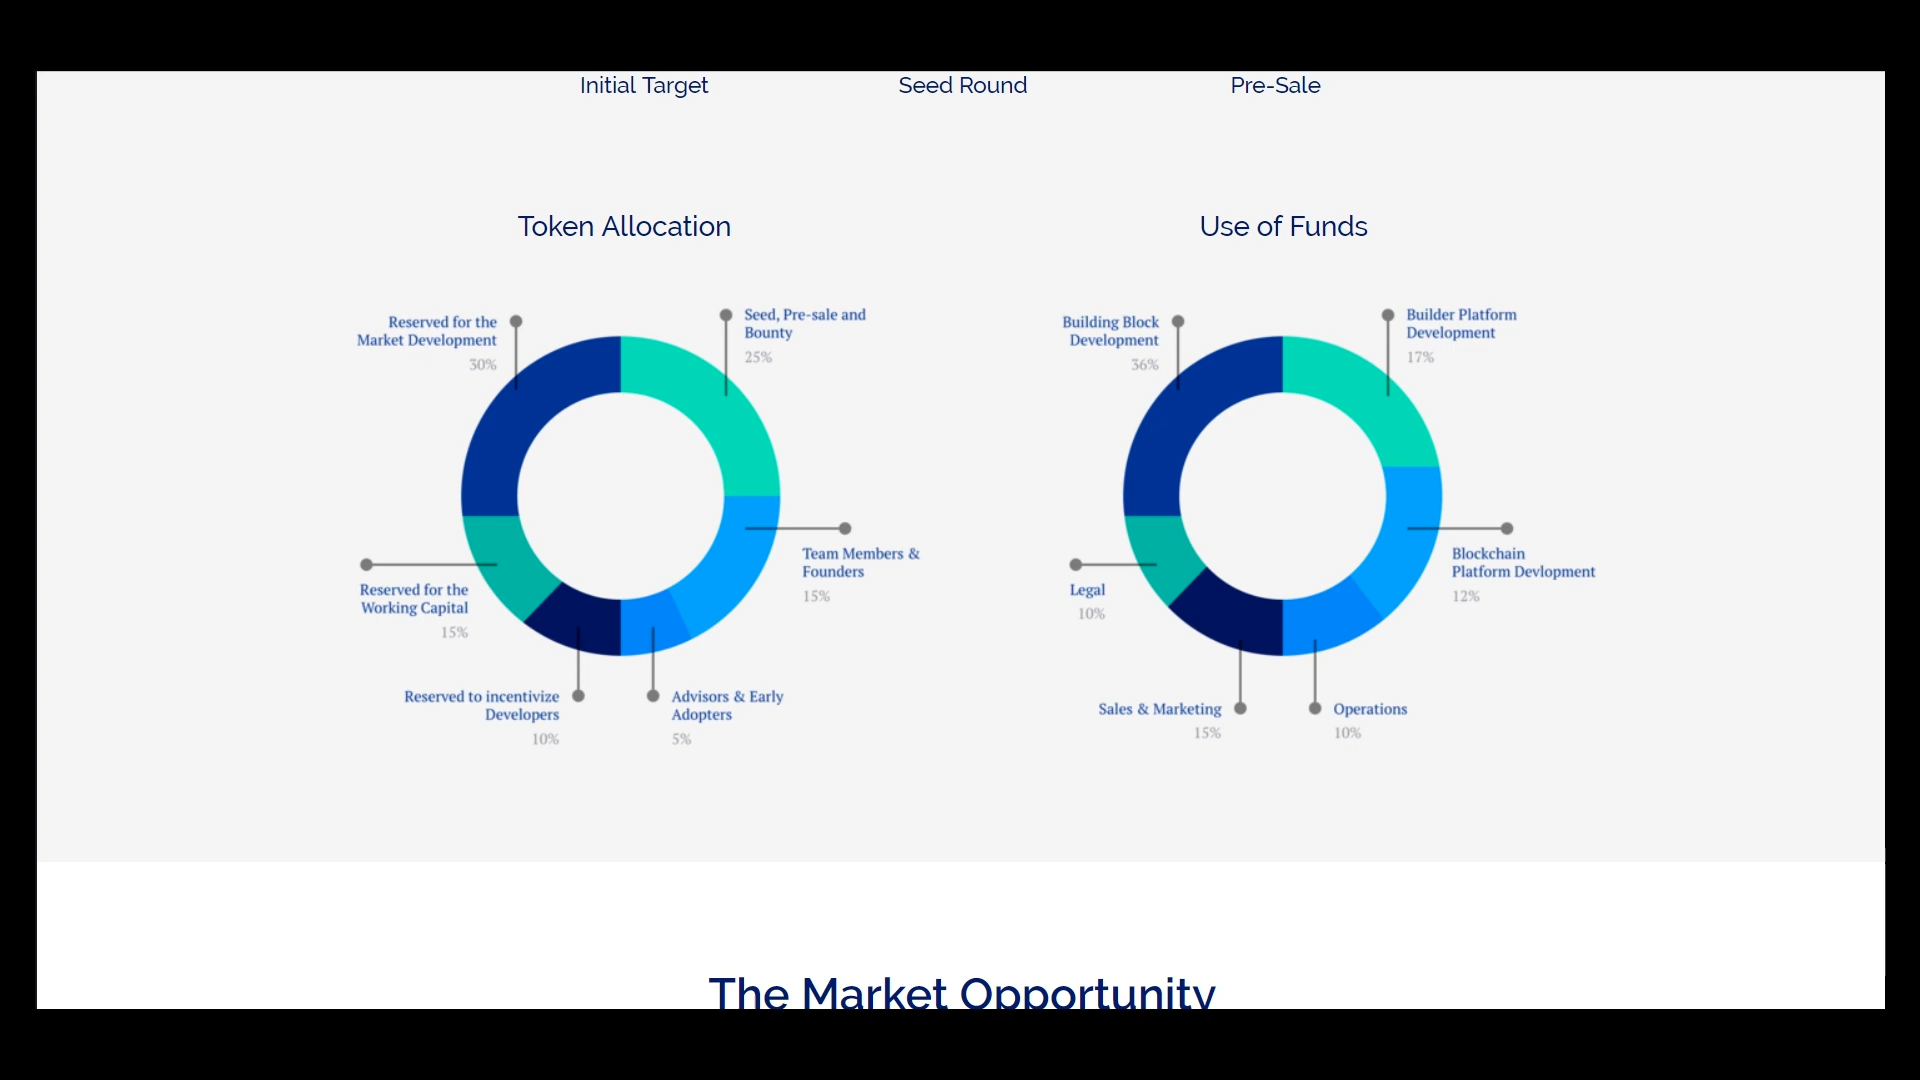 Initial Target
Seed Round
Pre-Sale
Token Allocation
Reserved for the
Market Development
30%
Seed, Pre-sale and
Bounty
25%
Team Members &
Founders
15%
Reserved for the
Working Capital
15%
Reserved to incentivize
Developers
10%
Advisors & Early
Adopters
5%
Use of Funds
Building Block
Development
36%
Builder Platform
Development
17%
Blockchain
Platform Devlopment
12%
Legal
10%
Sales & Marketing
15%
Operations
10%
The Market Opportunity